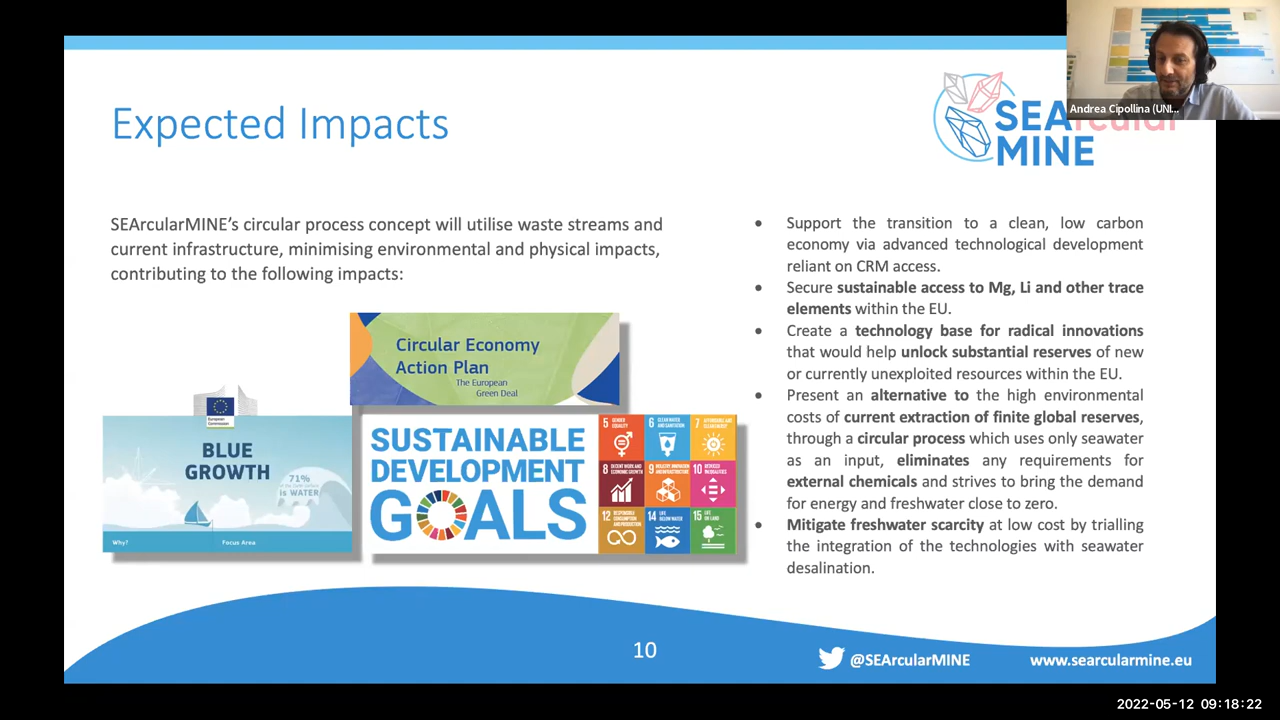 Andrea Cipollina (UNI...
Expected Impacts
SEArcular
MINE
SEArcularMINE's circular process concept will utilise waste streams and
current infrastructure, minimising environmental and physical impacts,
contributing to the following impacts:
Circular Economy
Action Plan
The European
Green Deal
European
Commission
BLUE
GROWTH
71%
IS WATER
Why?
Focus Area
SUSTAINABLE
DEVELOPMENT
GOALS
5 GENDER
EQUALITY
6 CLEAN WATER
AND SANITATION
7 AFFORDABLE AND
CLEAN ENERGY
8 DECENT WORK AND
ECONOMIC GROWTH
9 INDUSTRY, INNOVATION
AND INFRASTRUCTURE
10 REDUCED
INEQUALITIES
12 RESPONSIBLE
CONSUMPTION
AND PRODUCTION
14 LIFE
BELOW WATER
15 LIFE
ON LAND
• Support the transition to a clean, low carbon
economy via advanced technological development
reliant on CRM access.
• Secure sustainable access to Mg, Li and other trace
elements within the EU.
• Create a technology base for radical innovations
that would help unlock substantial reserves of new
or currently unexploited resources within the EU.
• Present an alternative to the high environmental
costs of current extraction of finite global reserves,
through a circular process which uses only seawater
as an input, eliminates any requirements for
external chemicals and strives to bring the demand
for energy and freshwater close to zero.
• Mitigate freshwater scarcity at low cost by trialling
the integration of the technologies with seawater
desalination.
10
@SEArcularMINE
www.searcularmine.eu
2022-05-12 09:18:22